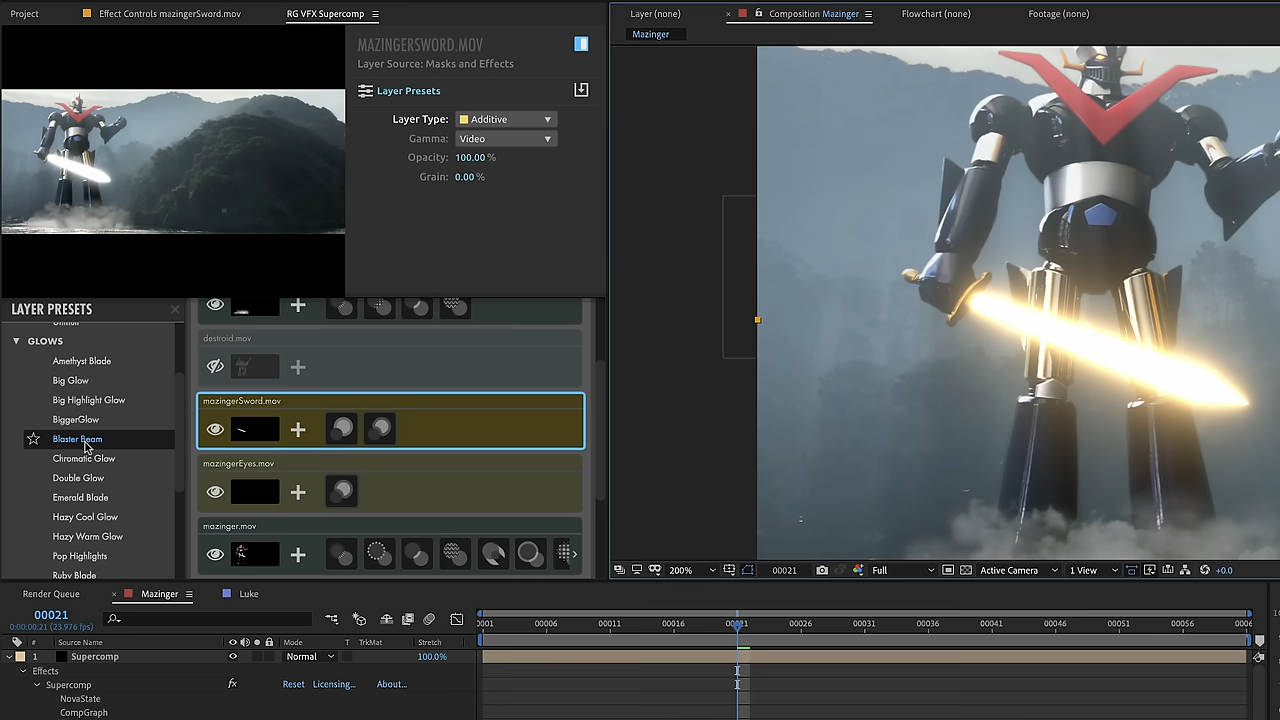 Project
Effect Controls mazingerSword.mov
RG VFX Supercomp
Layer (none)
Composition Mazinger
Flowchart (none)
Footage (none)
Mazinger
MAZINGERSWORD.MOV
Layer Source: Masks and Effects
Layer Presets
Layer Type: Additive
Gamma: Video
Opacity: 100.00 %
Grain: 0.00 %
LAYER PRESETS
GLOWS
Amethyst Blade
Big Glow
Big Highlight Glow
BiggerGlow
Blaster Beam
Chromatic Glow
Double Glow
Emerald Blade
Hazy Cool Glow
Hazy Warm Glow
Pop Highlights
Ruby Blade
destroid.mov
mazingerSword.mov
mazingerEyes.mov
mazinger.mov
200%
00021
Full
Active Camera
1 View
+0.0
Render Queue
Mazinger
Luke
00021
0:00:00:21 (23.976 fps)
0001 00006 00011 00016 00021 00026 00031 00036 00041 00046 00051 00056 0006
# Source Name Mode T TrkMat Stretch
1 Supercomp Normal 100.0%
Effects
Supercomp fx Reset Licensing... About...
NovaState
CompGraph